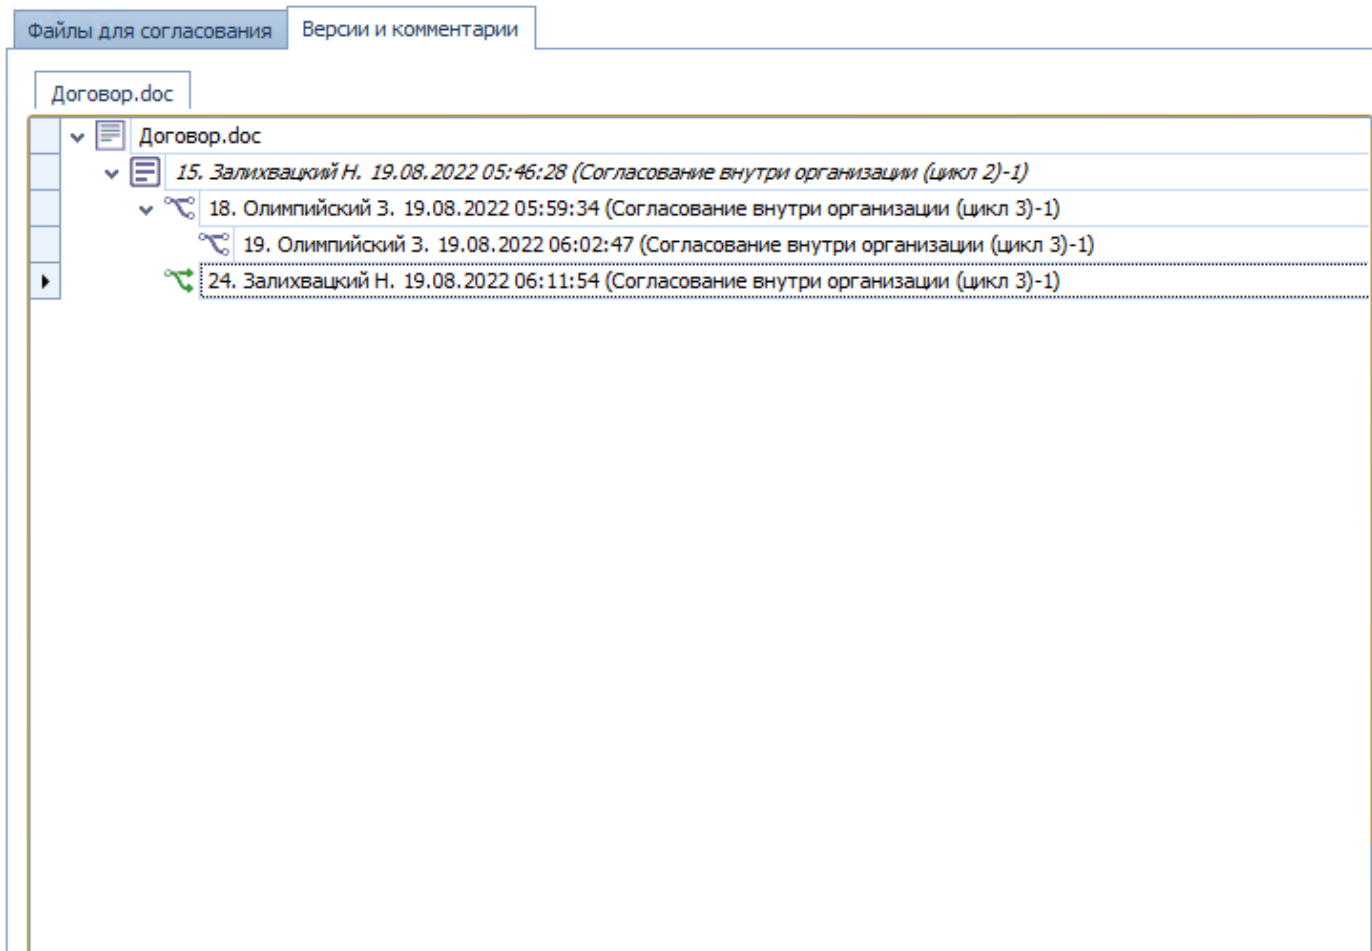 Файлы для согласования Версии и комментарии
Договор.doc
Договор.doc
15. Залихвацкий Н. 19.08.2022 05:46:28 (Согласование внутри организации (цикл 2)-1)
18. Олимпийский З. 19.08.2022 05:59:34 (Согласование внутри организации (цикл 3)-1)
19. Олимпийский З. 19.08.2022 06:02:47 (Согласование внутри организации (цикл 3)-1)
24. Залихвацкий Н. 19.08.2022 06:11:54 (Согласование внутри организации (цикл 3)-1)